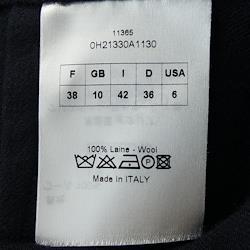 11365
0H21330A1130
F GB I D USA
38 10 42 36 6
100% Laine - Wool
Made In ITALY